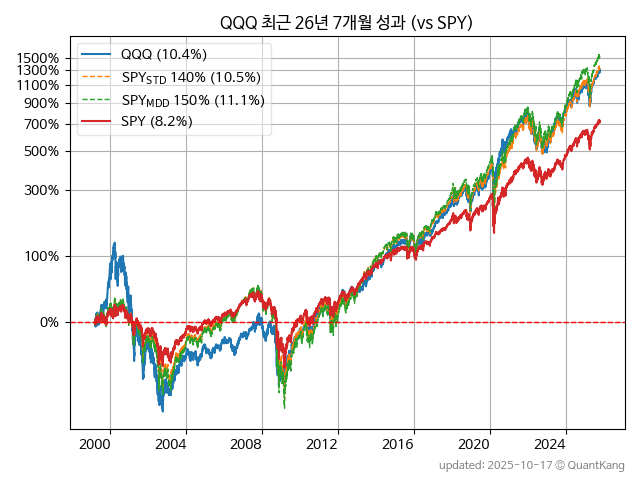 QQQ 최근 26년 7개월 성과 (vs SPY)
QQQ (10.4%)
SPY_STD 140% (10.5%)
SPY_MDD 150% (11.1%)
SPY (8.2%)
1500%
1300%
1100%
900%
700%
500%
300%
100%
0%
2000 2004 2008 2012 2016 2020 2024
updated: 2025-10-17 © QuantKang